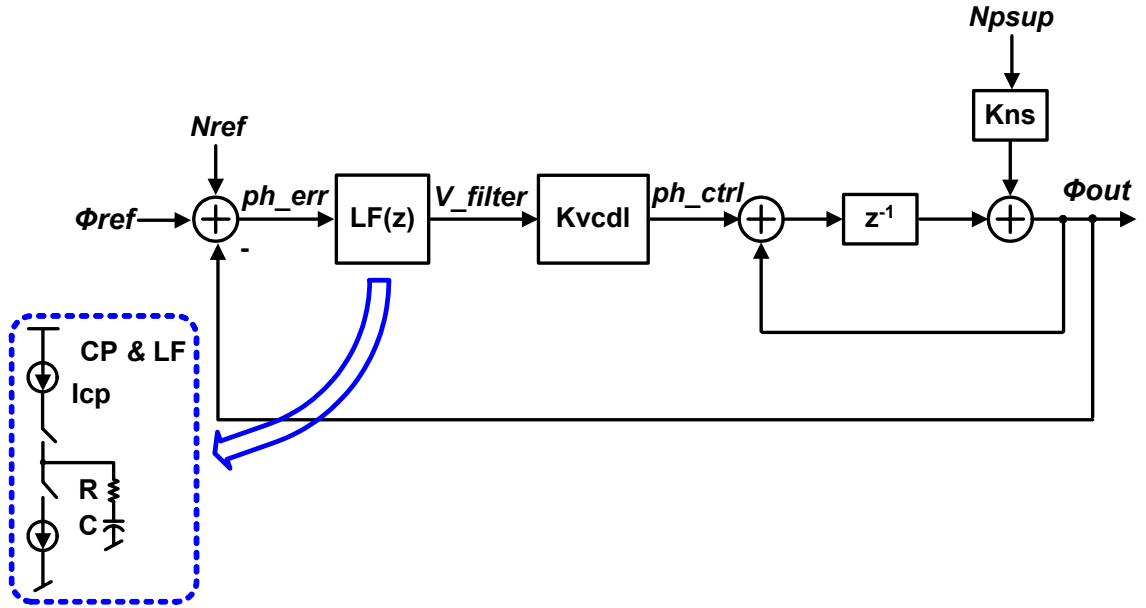 Npsup
Kns
Nref
Φref
ph_err
LF(z)
V_filter
Kvcdl
ph_ctrl
z-1
Φout
-
CP & LF
Icp
R
C